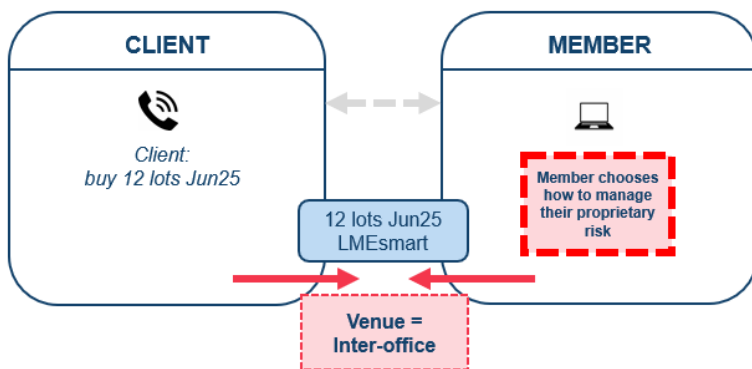 CLIENT
MEMBER
Client:
buy 12 lots Jun25
Member chooses
how to manage
their proprietary
risk
12 lots Jun25
LMEsmart
Venue =
Inter-office